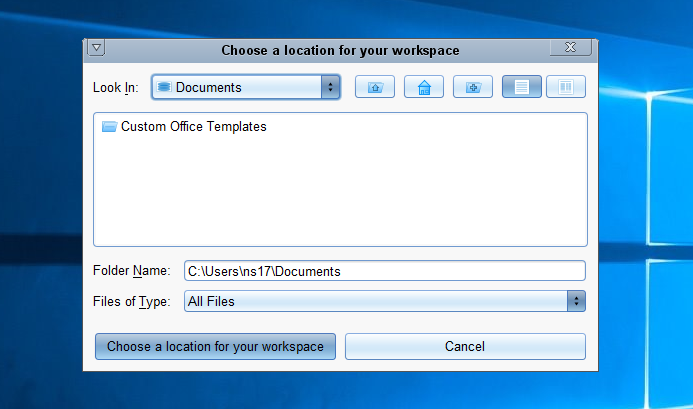 Choose a location for your workspace
Look In: Documents
Custom Office Templates
Folder Name: C:\Users\ns17\Documents
Files of Type: All Files
Choose a location for your workspace Cancel